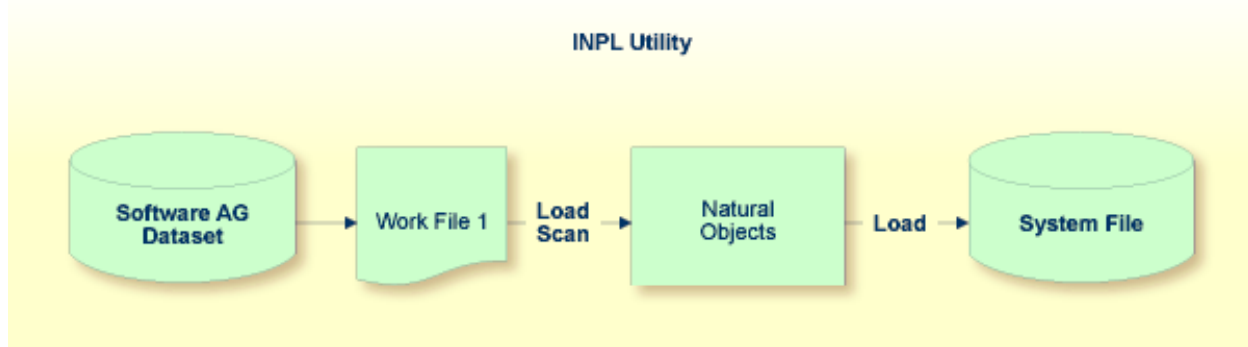 INPL Utility
Software AG
Dataset
Work File 1
Load
Scan
Natural
Objects
Load
System File